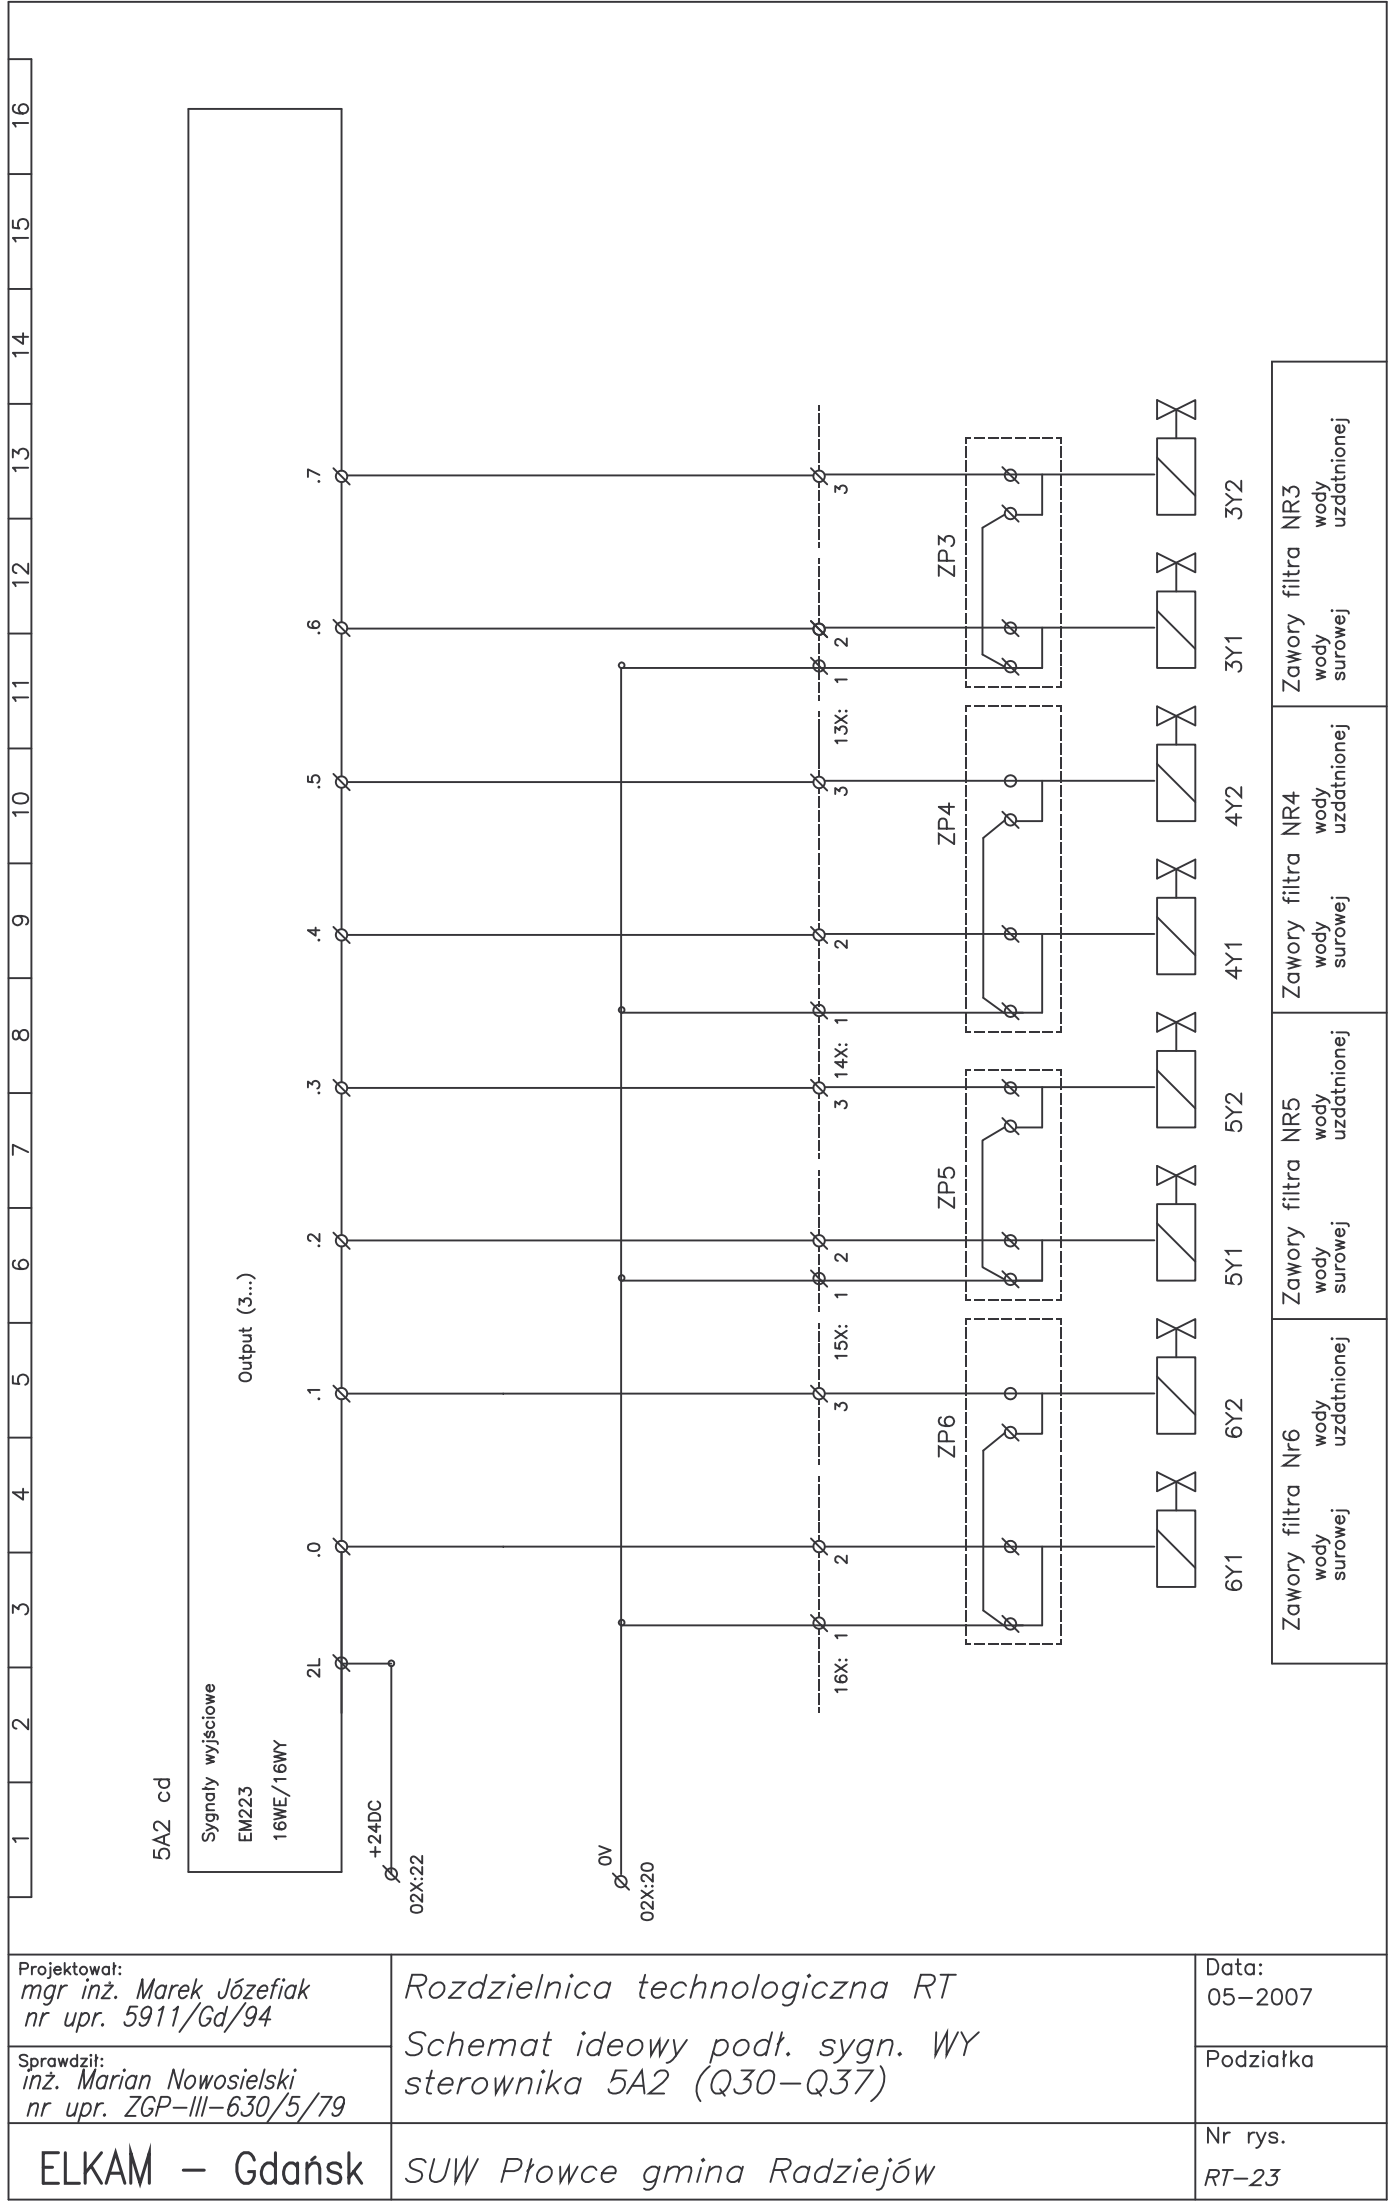 1 2 3 4 5 6 7 8 9 10 11 12 13 14 15 16
5A2 cd
Sygnały wyjściowe
EM223
16WE/16WY
Output (3...)
2L .0 .1 .2 .3 .4 .5 .6 .7
+24DC
02X:22
0V
02X:20
16X: 1 2 3 15X: 1 2 3 14X: 1 2 3 13X: 1 2 3
ZP6 ZP5 ZP4 ZP3
6Y1 6Y2 5Y1 5Y2 4Y1 4Y2 3Y1 3Y2
Zawory filtra Nr6
wody
surowej
wody
uzdatnionej
Zawory filtra NR5
wody
surowej
wody
uzdatnionej
Zawory filtra NR4
wody
surowej
wody
uzdatnionej
Zawory filtra NR3
wody
surowej
wody
uzdatnionej
Projektował:
mgr inż. Marek Józefiak
nr upr. 5911/Gd/94
Sprawdził:
inż. Marian Nowosielski
nr upr. ZGP-III-630/5/79
ELKAM - Gdańsk
Rozdzielnica technologiczna RT
Schemat ideowy podł. sygn. WY
sterownika 5A2 (Q30-Q37)
SUW Płowce gmina Radziejów
Data:
05-2007
Podziałka
Nr rys.
RT-23